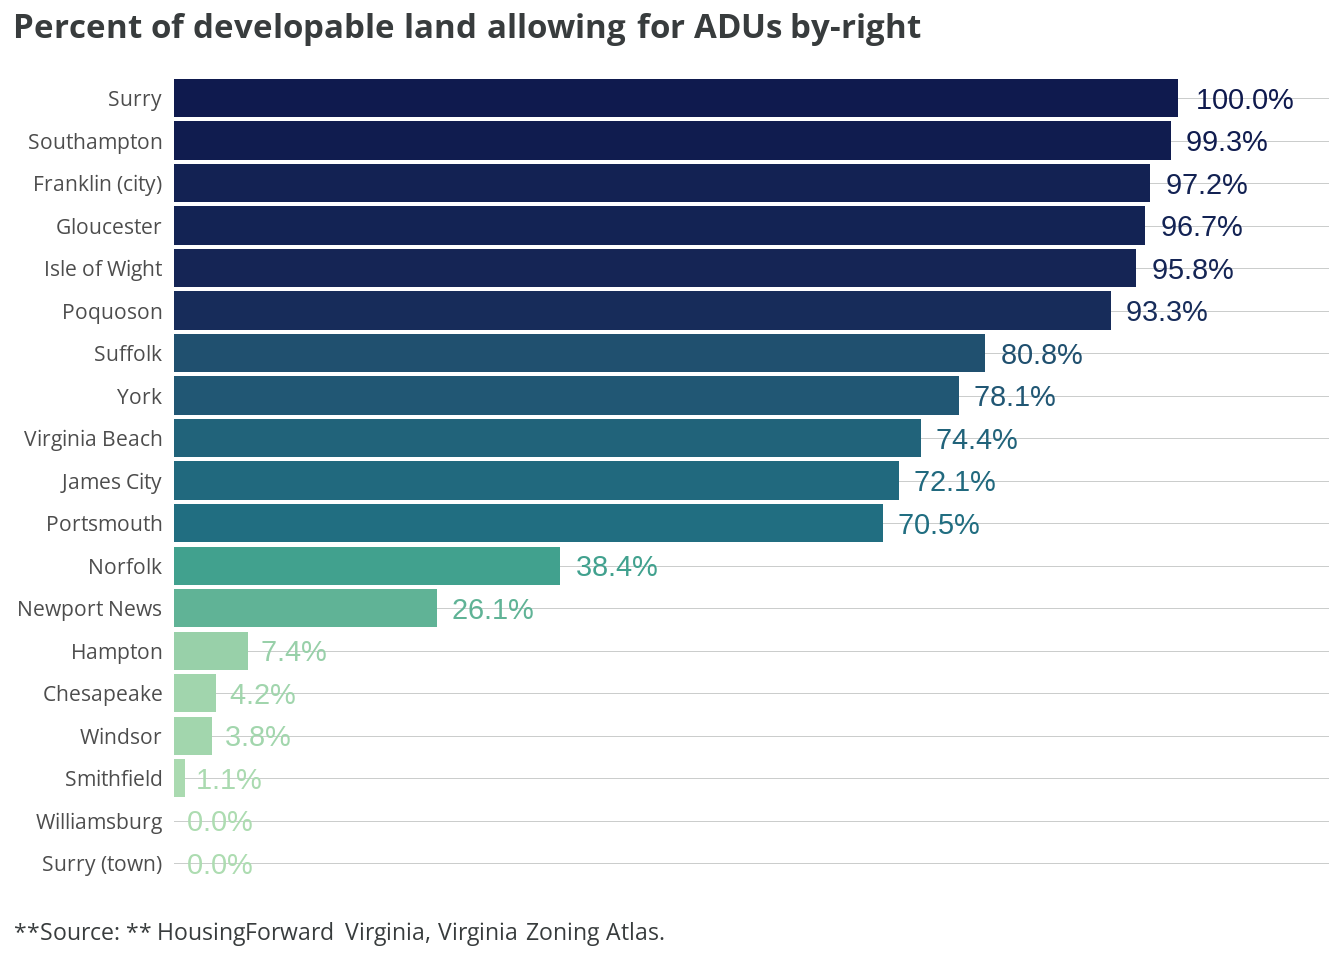 Percent of developable land allowing for ADUs by-right
Surry 100.0%
Southampton 99.3%
Franklin (city) 97.2%
Gloucester 96.7%
Isle of Wight 95.8%
Poquoson 93.3%
Suffolk 80.8%
York 78.1%
Virginia Beach 74.4%
James City 72.1%
Portsmouth 70.5%
Norfolk 38.4%
Newport News 26.1%
Hampton 7.4%
Chesapeake 4.2%
Windsor 3.8%
Smithfield 1.1%
Williamsburg 0.0%
Surry (town) 0.0%
**Source: ** HousingForward Virginia, Virginia Zoning Atlas.